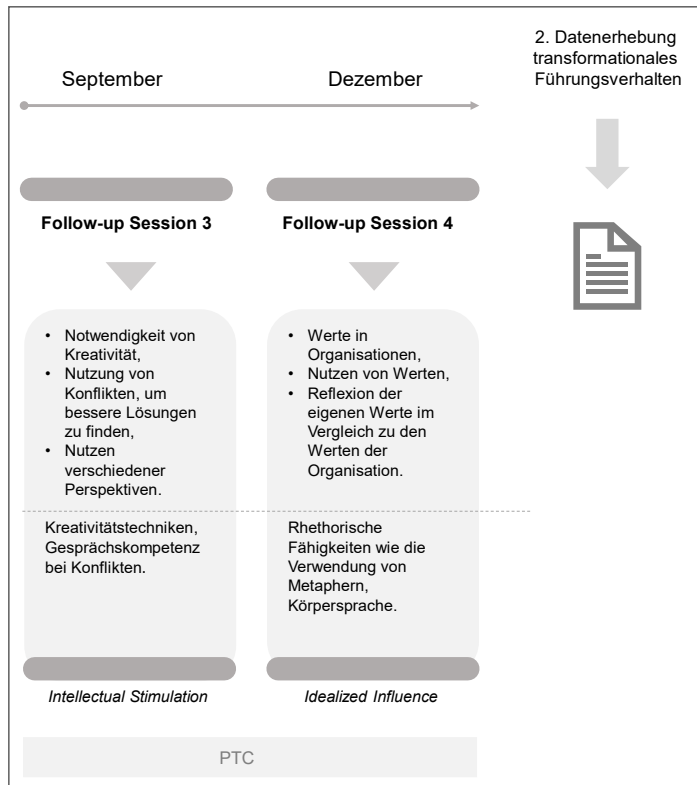 2. Datenerhebung
transformationales
Führungsverhalten
September
Dezember
Follow-up Session 3
• Notwendigkeit von
Kreativität,
• Nutzung von
Konflikten, um
bessere Lösungen
zu finden,
• Nutzen
verschiedener
Perspektiven.
Kreativitätstechniken,
Gesprächskompetenz
bei Konflikten.
Intellectual Stimulation
Follow-up Session 4
• Werte in
Organisationen,
• Nutzen von Werten,
• Reflexion der
eigenen Werte im
Vergleich zu den
Werten der
Organisation.
Rhethorische
Fähigkeiten wie die
Verwendung von
Metaphern,
Körpersprache.
Idealized Influence
PTC